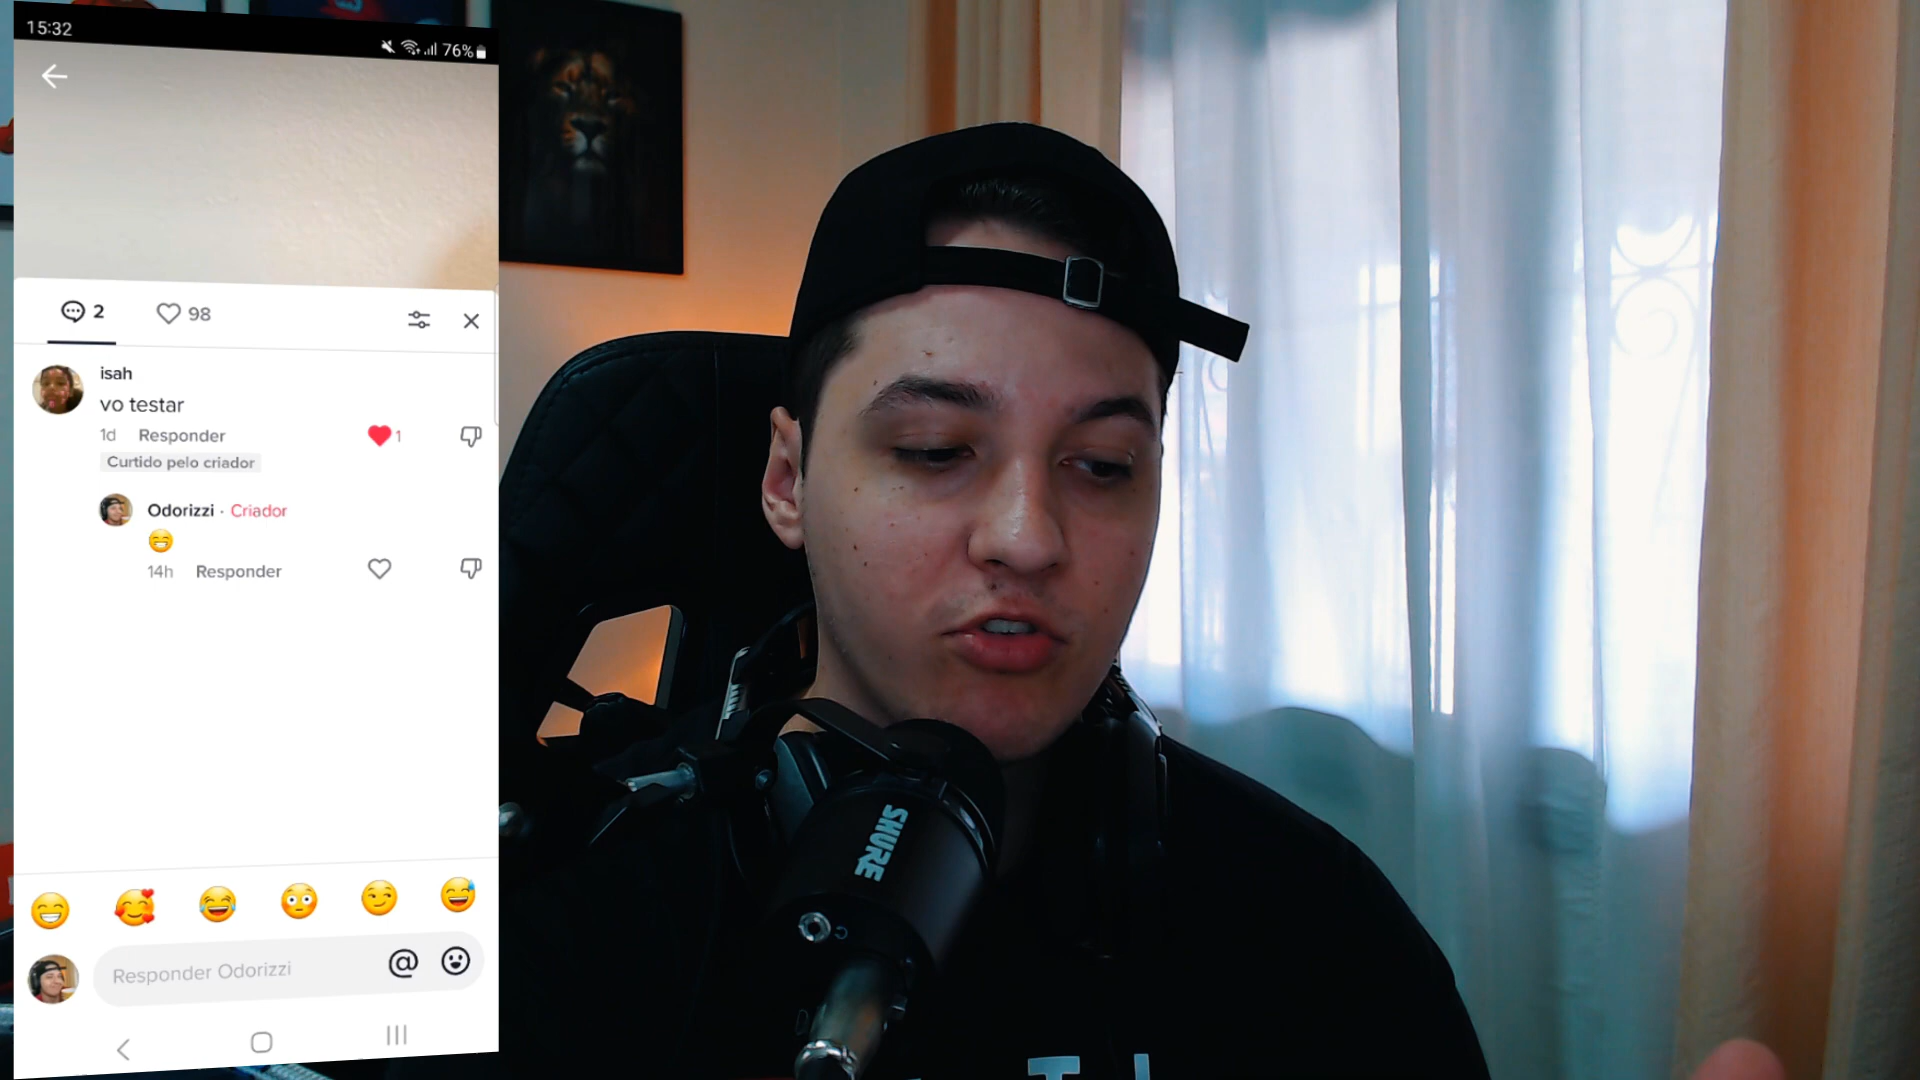 15:32
76%
2
98
isah
vo testar
1d Responder
1
Curtido pelo criador
Odorizzi · Criador
14h Responder
Responder Odorizzi
@
SHURE